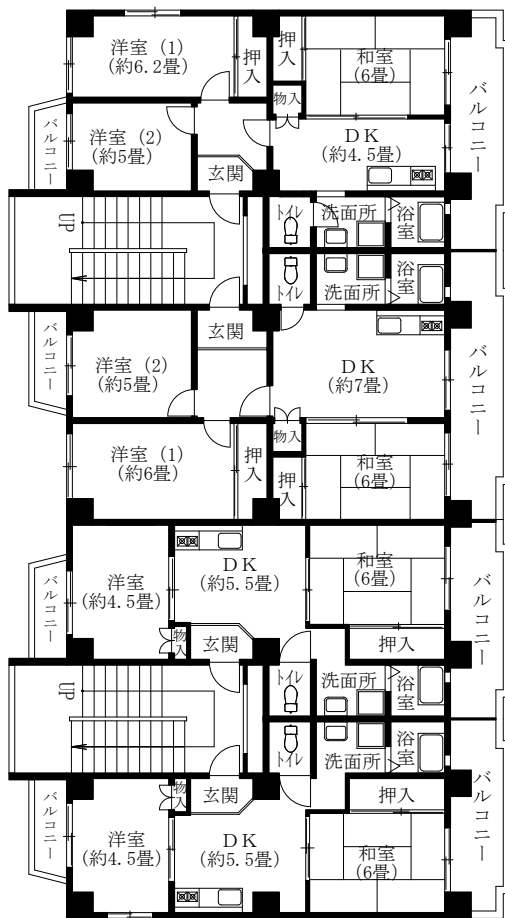 洋室 (1)
(約6.2畳)
押入
押入
和室
(6畳)
バルコニー
物入
バルコニー
洋室 (2)
(約5畳)
DK
(約4.5畳)
玄関
トイレ
洗面所
浴室
UP
トイレ
洗面所
浴室
バルコニー
洋室 (2)
(約5畳)
玄関
DK
(約7畳)
バルコニー
物入
洋室 (1)
(約6畳)
押入
押入
和室
(6畳)
バルコニー
洋室
(約4.5畳)
DK
(約5.5畳)
和室
(6畳)
バルコニー
物入
玄関
押入
トイレ
洗面所
浴室
UP
トイレ
洗面所
浴室
バルコニー
物入
玄関
押入
バルコニー
洋室
(約4.5畳)
DK
(約5.5畳)
和室
(6畳)